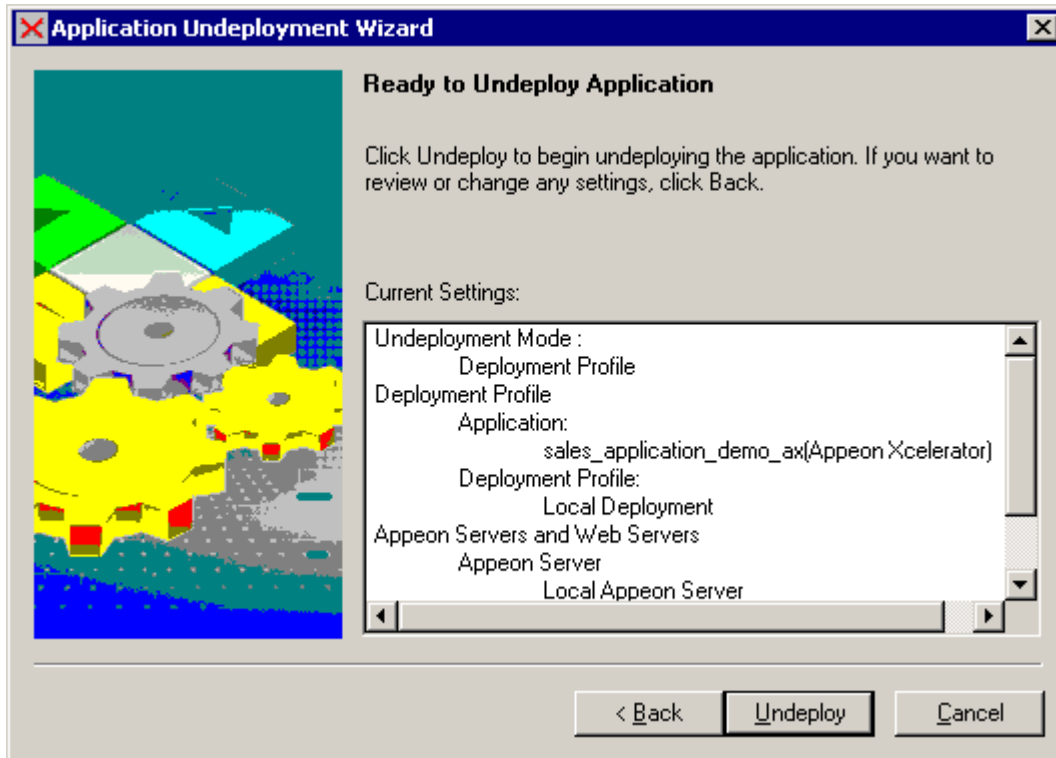 Application Undeployment Wizard
Ready to Undeploy Application
Click Undeploy to begin undeploying the application. If you want to
review or change any settings, click Back.
Current Settings:
Undeployment Mode :
Deployment Profile
Deployment Profile
Application:
sales_application_demo_ax(Appeon Xcelerator)
Deployment Profile:
Local Deployment
Appeon Servers and Web Servers
Appeon Server
Local Appeon Server
< Back
Undeploy
Cancel